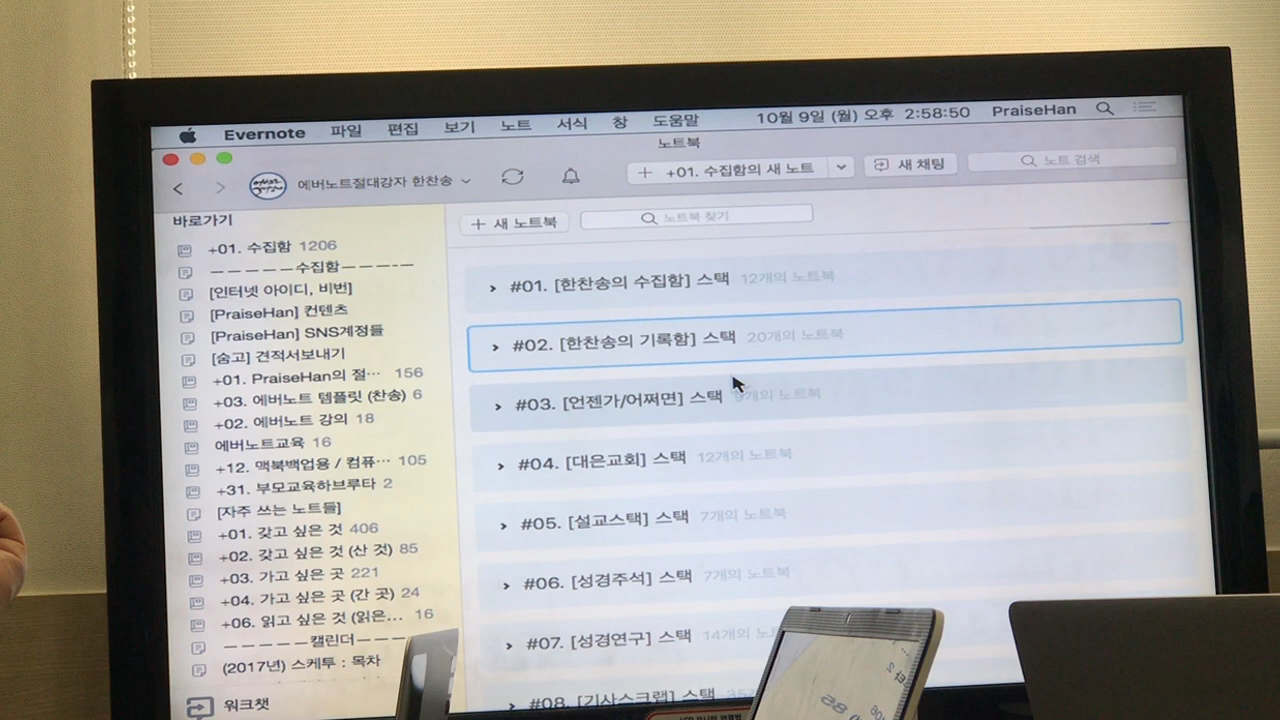 Evernote 파일 편집 보기 노트 서식 창 도움말 10월 9일 (월) 오후 2:58:50 PraiseHan
노트북
에버노트절대강자 한찬송 + +01. 수집함의 새 노트 새 채팅 노트 검색
바로가기
+ 새 노트북 노트북 찾기
+01. 수집함 1206
—————수집함—————
[인터넷 아이디, 비번]
[PraiseHan] 컨텐츠
[PraiseHan] SNS계정들
[숨고] 견적서보내기
+01. PraiseHan의 절… 156
+03. 에버노트 템플릿 (찬송) 6
+02. 에버노트 강의 18
에버노트교육 16
+12. 맥북백업용 / 컴퓨… 105
+31. 부모교육하브루타 2
[자주 쓰는 노트들]
+01. 갖고 싶은 것 406
+02. 갖고 싶은 것 (산 것) 85
+03. 가고 싶은 곳 221
+04. 가고 싶은 곳 (간 곳) 24
+06. 읽고 싶은 것 (읽은… 16
—————캘린더———
(2017년) 스케투 : 목차
워크챗
#01. [한찬송의 수집함] 스택 12개의 노트북
#02. [한찬송의 기록함] 스택 20개의 노트북
#03. [언젠가/어쩌면] 스택 개의 노트북
#04. [대은교회] 스택 12개의 노트북
#05. [설교스택] 스택 7개의 노트북
#06. [성경주석] 스택 7개의 노트북
#07. [성경연구] 스택 14개의
#08. [기사스크랩] 스택